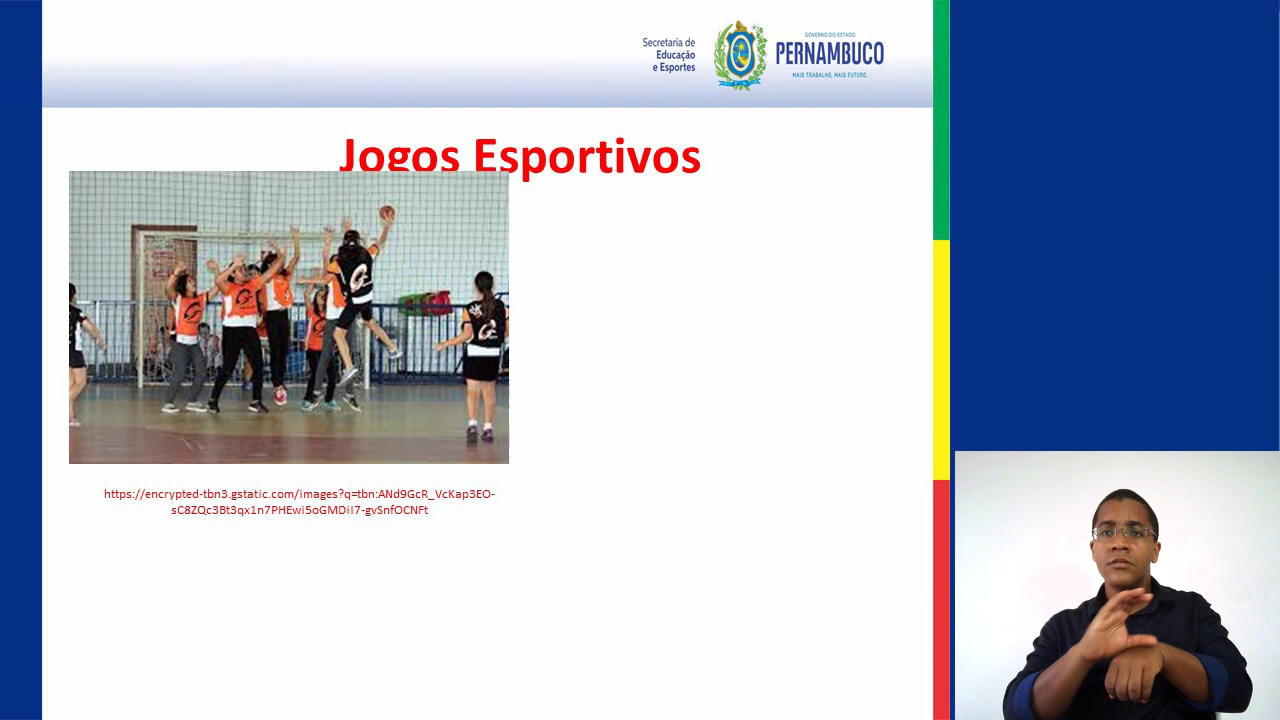 Secretaria de
Educação
e Esportes
GOVERNO DO ESTADO
PERNAMBUCO
MAIS TRABALHO, MAIS FUTURO.
Jogos Esportivos
https://encrypted-tbn3.gstatic.com/images?q=tbn:ANd9GcR_VcKap3EO-
sC8ZQc3Bt3qx1n7PHEwi5oGMDiI7-gvSnfOCNFt